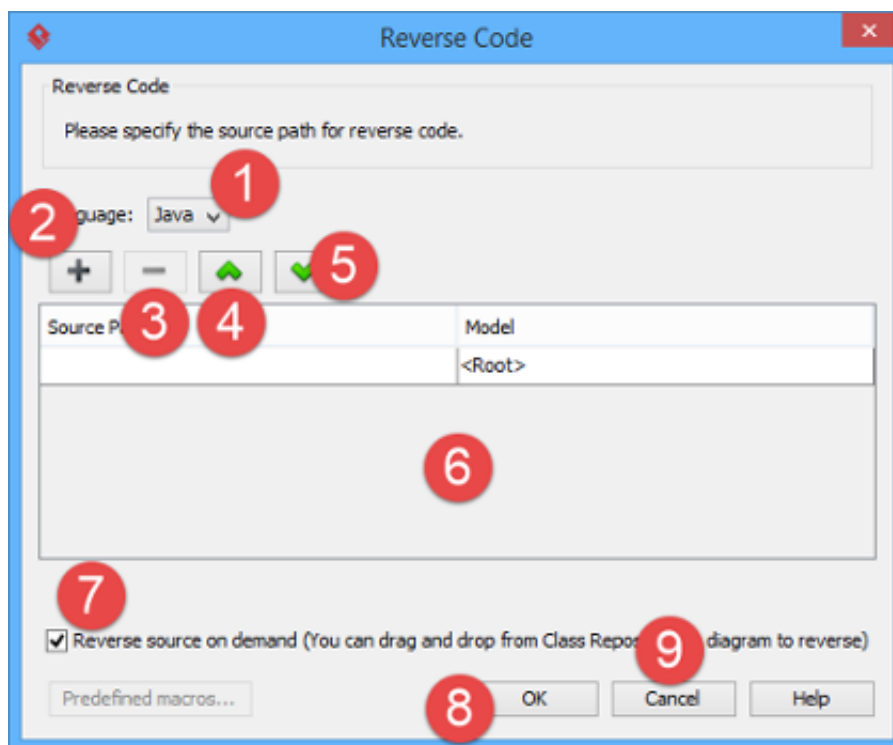 Reverse Code
Reverse Code
Please specify the source path for reverse code.
1
2
guage: Java
3
4
5
Source Model
<Root>
6
7
Reverse source on demand (You can drag and drop from Class diagram to reverse)
9
Predefined macros...
8
OK Cancel Help